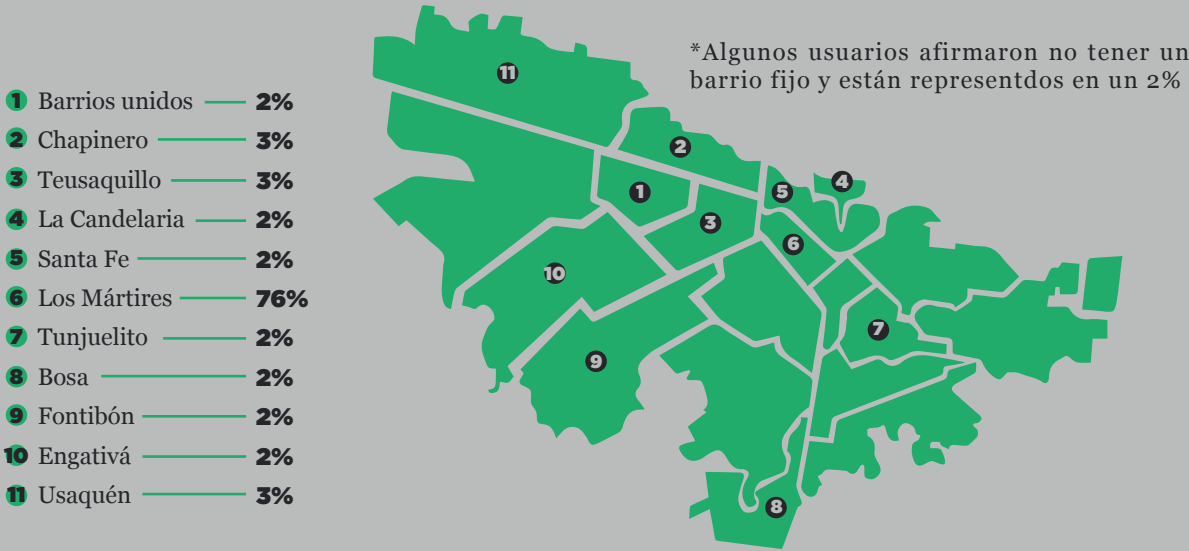 *Algunos usuarios afirmaron no tener un
barrio fijo y están representdos en un 2%
1 Barrios unidos 2%
2 Chapinero 3%
3 Teusaquillo 3%
4 La Candelaria 2%
5 Santa Fe 2%
6 Los Mártires 76%
7 Tunjuelito 2%
8 Bosa 2%
9 Fontibón 2%
10 Engativá 2%
11 Usaquén 3%
11
2
1
5
4
3
6
10
7
9
8